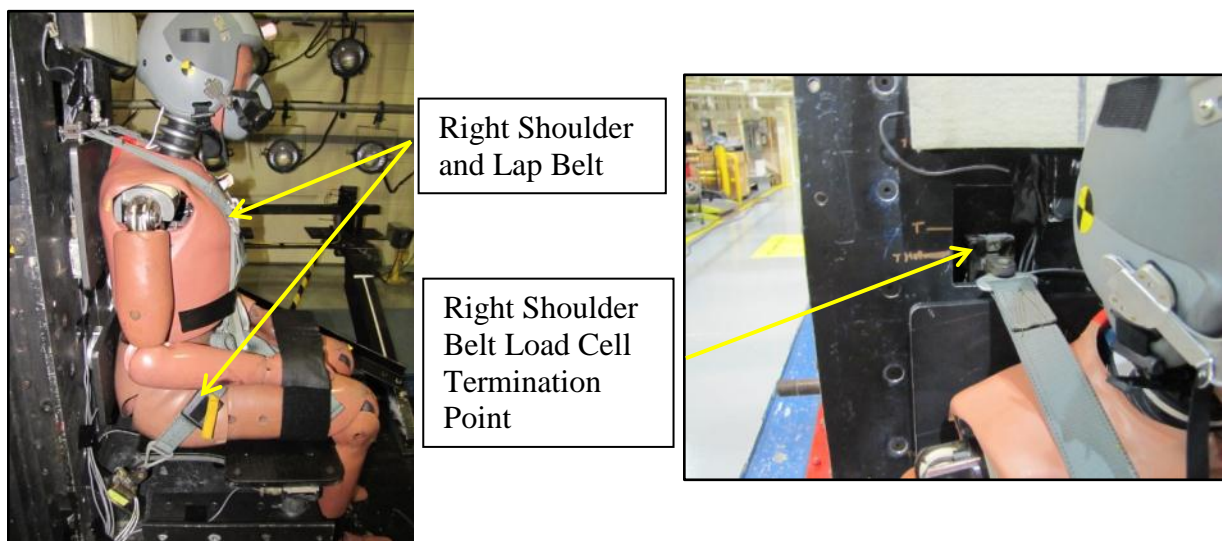 Right Shoulder
and Lap Belt
Right Shoulder
Belt Load Cell
Termination
Point